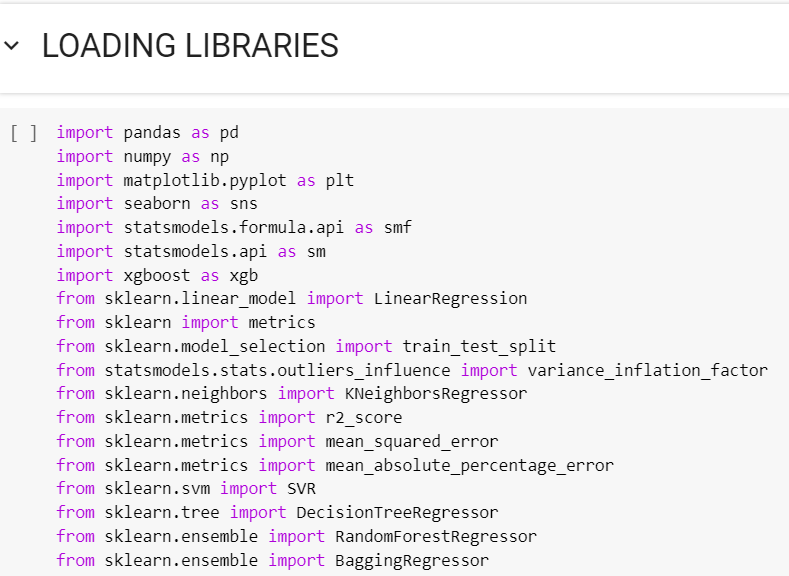 LOADING LIBRARIES
[ ] import pandas as pd
import numpy as np
import matplotlib.pyplot as plt
import seaborn as sns
import statsmodels.formula.api as smf
import statsmodels.api as sm
import xgboost as xgb
from sklearn.linear_model import LinearRegression
from sklearn import metrics
from sklearn.model_selection import train_test_split
from statsmodels.stats.outliers_influence import variance_inflation_factor
from sklearn.neighbors import KNeighborsRegressor
from sklearn.metrics import r2_score
from sklearn.metrics import mean_squared_error
from sklearn.metrics import mean_absolute_percentage_error
from sklearn.svm import SVR
from sklearn.tree import DecisionTreeRegressor
from sklearn.ensemble import RandomForestRegressor
from sklearn.ensemble import BaggingRegressor